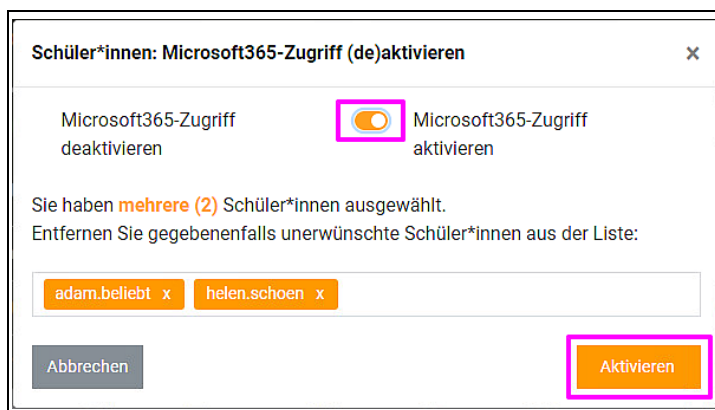 Schüler*innen: Microsoft365-Zugriff (de)aktivieren ×
Microsoft365-Zugriff
deaktivieren
Microsoft365-Zugriff
aktivieren
Sie haben mehrere (2) Schüler*innen ausgewählt.
Entfernen Sie gegebenenfalls unerwünschte Schüler*innen aus der Liste:
adam.beliebt x helen.schoen x
Abbrechen Aktivieren